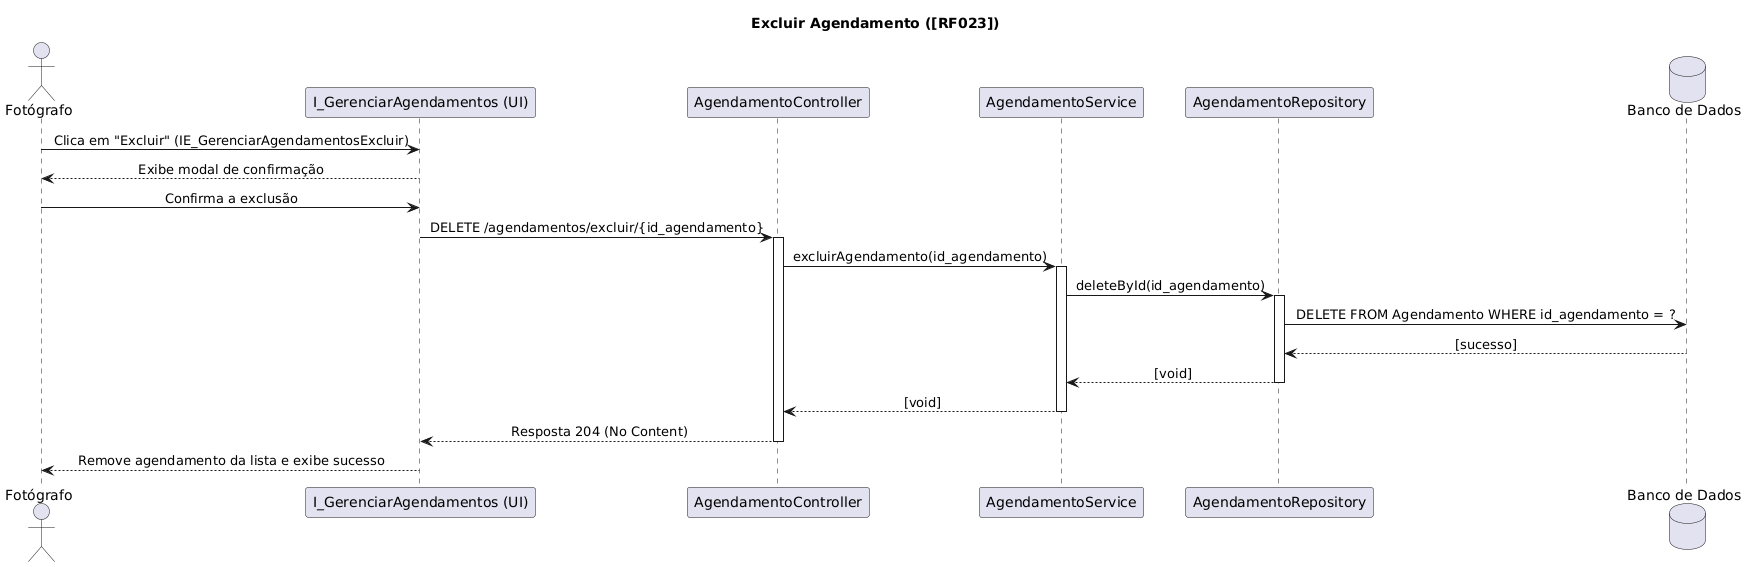 Excluir Agendamento ([RF023])
Fotógrafo
I_GerenciarAgendamentos (UI)
AgendamentoController
AgendamentoService
AgendamentoRepository
Banco de Dados
Clica em "Excluir" (IE_GerenciarAgendamentosExcluir)
Exibe modal de confirmação
Confirma a exclusão
DELETE /agendamentos/excluir/{id_agendamento}
excluirAgendamento(id_agendamento)
deleteById(id_agendamento)
DELETE FROM Agendamento WHERE id_agendamento = ?
[sucesso]
[void]
[void]
Resposta 204 (No Content)
Remove agendamento da lista e exibe sucesso
Fotógrafo
I_GerenciarAgendamentos (UI)
AgendamentoController
AgendamentoService
AgendamentoRepository
Banco de Dados